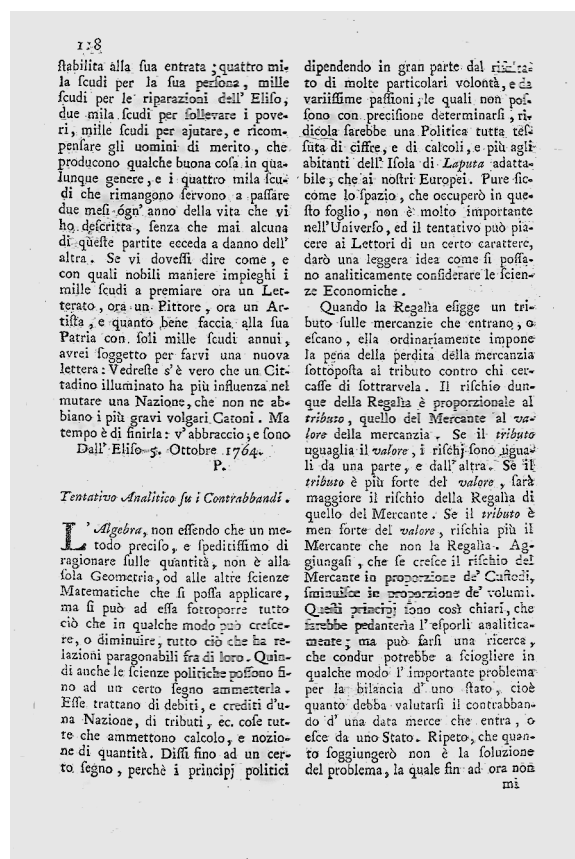 118
ſtabilita alla ſua entrata ; quattro mi-
la ſcudi per la ſua perſona, mille
ſcudi per le riparazioni dell' Eliſo,
due mila ſcudi per ſollevare i pove-
ri, mille ſcudi per ajutare, e ricom-
penſare gli uomini di merito, che
producono qualche buona coſa in qua-
lunque genere, e i quattro mila ſcu-
di che rimangono ſervono a paſſare
due meſi ogn' anno della vita che vi
ho deſcritta, ſenza che mai alcuna
di queſte partite ecceda a danno dell'
altra. Se vi doveſſi dire come, e
con quali nobili maniere impieghi i
mille ſcudi a premiare ora un Let-
terato, ora un Pittore, ora un Ar-
tiſta, e quanto bene faccia alla ſua
Patria con ſoli mille ſcudi annui,
avrei ſoggetto per farvi una nuova
lettera: Vedreſte s' è vero che un Cit-
tadino illuminato ha più influenza nel
mutare una Nazione, che non ne ab-
biano i più gravi volgari Catoni. Ma
tempo è di finirla: v' abbraccio; e ſono
Dall' Eliſo 5. Ottobre 1764.
P.
Tentativo Analitico ſu i Contrabbandi.
L' Algebra, non eſſendo che un me-
todo preciſo, e ſpeditiſſimo di
ragionare ſulle quantità, non è alla
ſola Geometria, od alle altre ſcienze
Matematiche che ſi poſſa applicare,
ma ſi può ad eſſa ſottoporre tutto
ciò che in qualche modo può creſce-
re, o diminuire, tutto ciò che ha re-
lazioni paragonabili fra di loro. Quin-
di anche le ſcienze politiche poſſono fi-
no ad un certo ſegno ammetterla.
Eſſe trattano di debiti, e crediti d'u-
na Nazione, di tributi, ec. coſe tut-
te che ammettono calcolo, e nozio-
ne di quantità. Diſſi fino ad un cer-
to ſegno, perchè i principj politici
dipendendo in gran parte dal riſulta-
to di molte particolari volontà, e da
variiſſime paſſioni, le quali non poſ-
ſono con preciſione determinarſi, ri-
dicola ſarebbe una Politica tutta teſ-
ſuta di ciffre, e di calcoli, e più agli
abitanti dell' Iſola di Laputa adatta-
bile, che ai noſtri Europei. Pure ſic-
come lo ſpazio, che occuperò in que-
ſto foglio, non è molto importante
nell'Univerſo, ed il tentativo può pia-
cere ai Lettori di un certo carattere,
darò una leggera idea come ſi poſſa-
no analiticamente conſiderare le ſcien-
ze Economiche.
Quando la Regalìa eſigge un tri-
buto ſulle mercanzie che entrano, o
eſcano, ella ordinariamente impone
la pena della perdita della mercanzia
ſottopoſta al tributo contro chi cer-
caſſe di ſottrarvela. Il riſchio dun-
que della Regalìa è proporzionale al
tributo, quello del Mercante al va-
lore della mercanzia. Se il tributo
uguaglia il valore, i riſchj ſono ugua-
li da una parte, e dall' altra. Se il
tributo è più forte del valore, ſarà
maggiore il riſchio della Regalìa di
quello del Mercante. Se il tributo è
men forte del valore, riſchia più il
Mercante che non la Regalìa. Ag-
giungaſi, che ſe creſce il riſchio del
Mercante in proporzione de' Cuſtodi,
ſminuiſce in proporzione de' volumi.
Queſti principj ſono così chiari, che
ſarebbe pedanteria l' eſporli analitica-
mente; ma può farſi una ricerca,
che condur potrebbe a ſciogliere in
qualche modo l' importante problema
per la bilancia d' uno ſtato, cioè
quanto debba valutarſi il contrabban-
do d' una data merce che entra, o
eſce da uno Stato. Ripeto, che quan-
to ſoggiungerò non è la ſoluzione
del problema, la quale fin ad ora non
mi